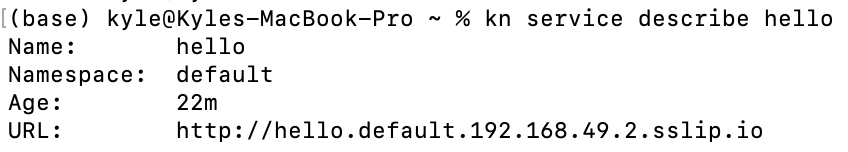 [(base) kyle@Kyles-MacBook-Pro ~ % kn service describe hello
Name:       hello
Namespace:  default
Age:        22m
URL:        http://hello.default.192.168.49.2.sslip.io